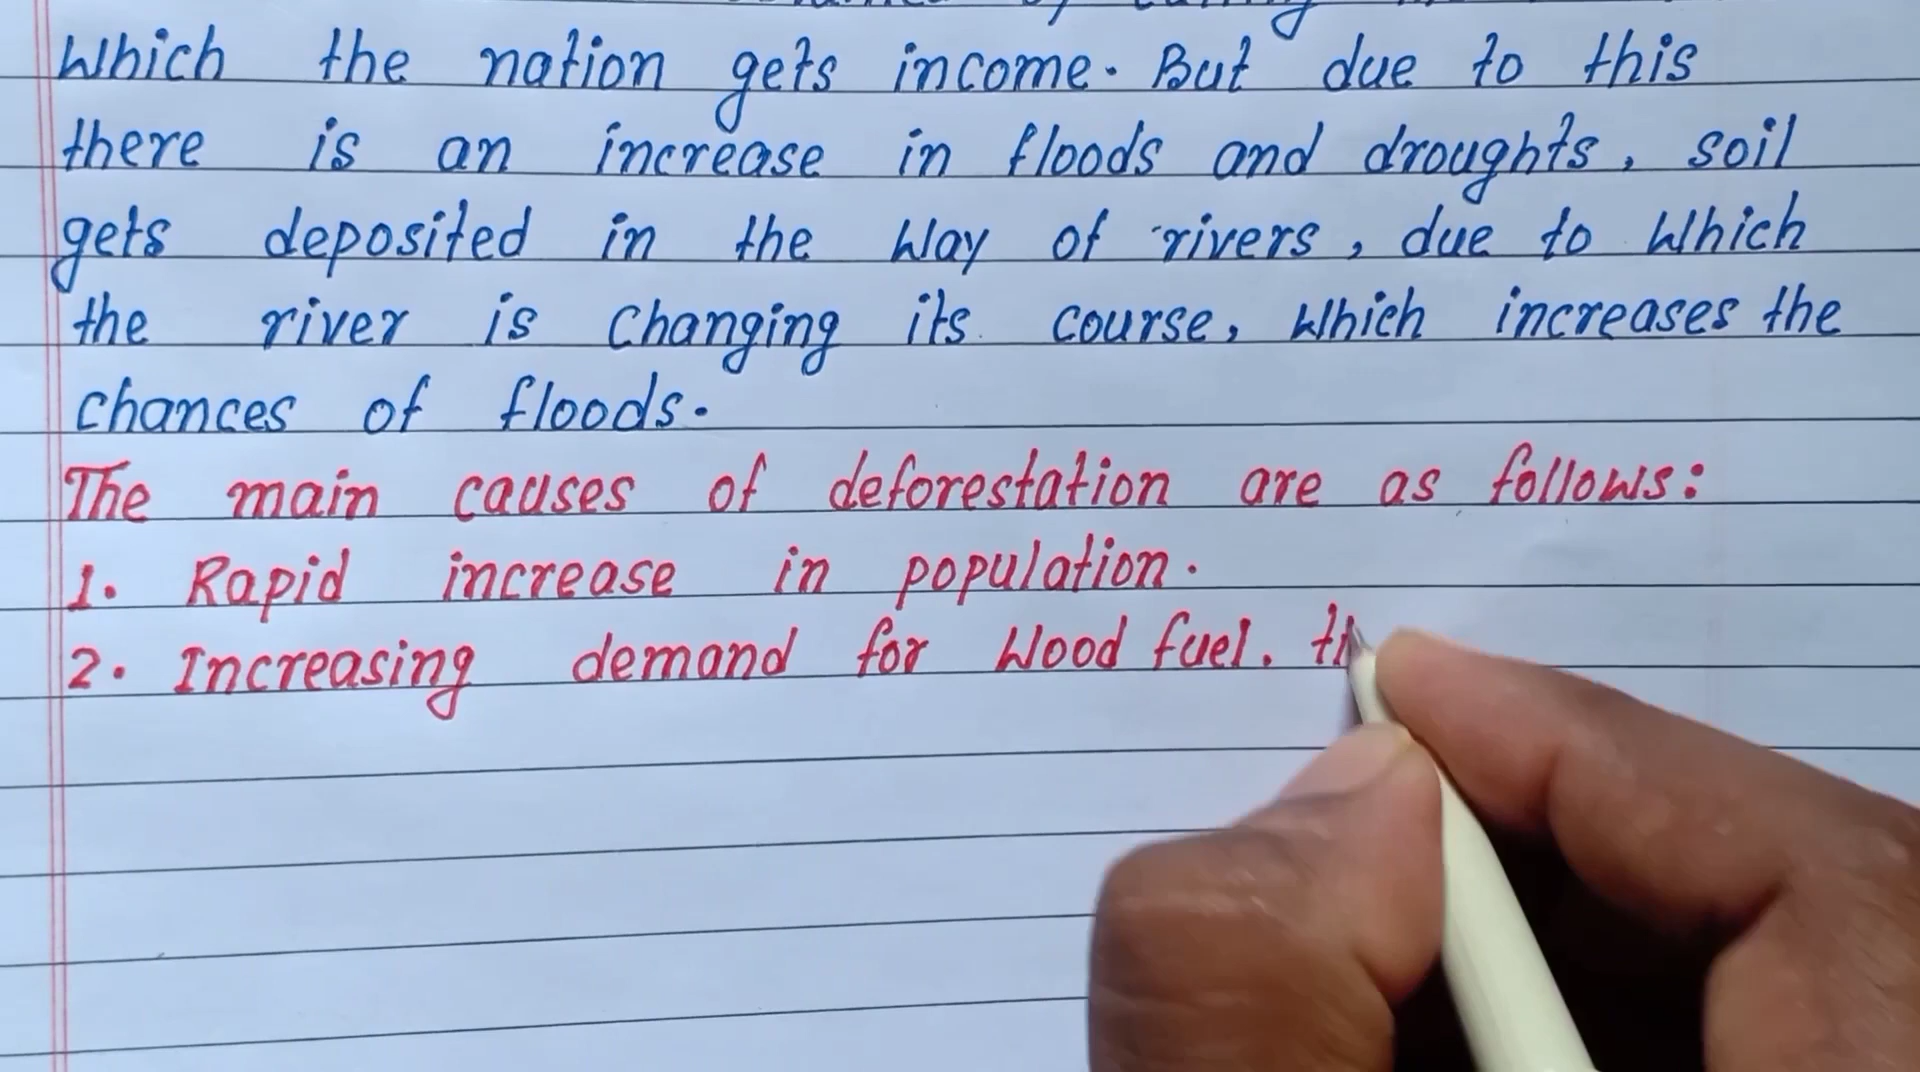 Which the nation gets income. But due to this
there is an increase in floods and droughts, soil
gets deposited in the way of rivers, due to which
the river is changing its course, which increases the
chances of floods.
The main causes of deforestation are as follows:
1. Rapid increase in population.
2. Increasing demand for wood fuel. th